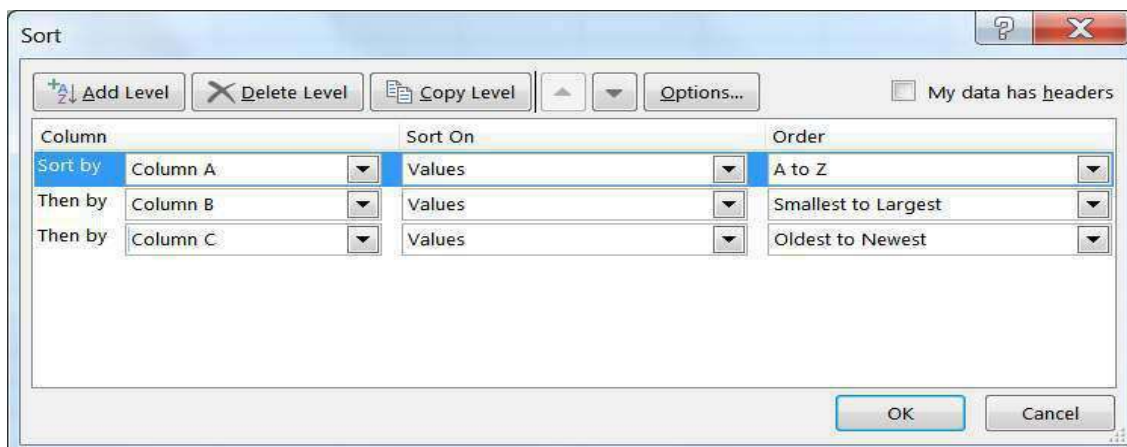 Sort
Add Level Delete Level Copy Level Options... My data has headers
Column Sort On Order
Sort by Column A Values A to Z
Then by Column B Values Smallest to Largest
Then by Column C Values Oldest to Newest
OK Cancel